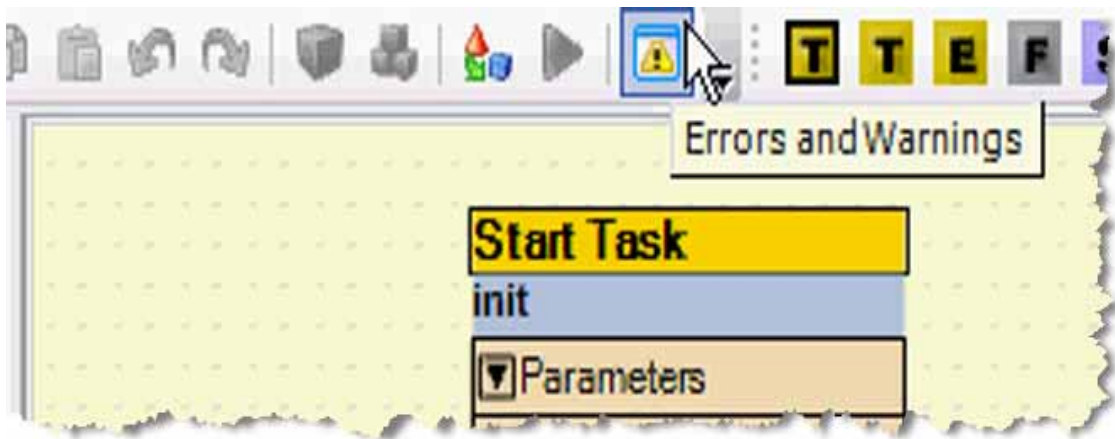 T T E F S
Errors and Warnings
Start Task
init
Parameters